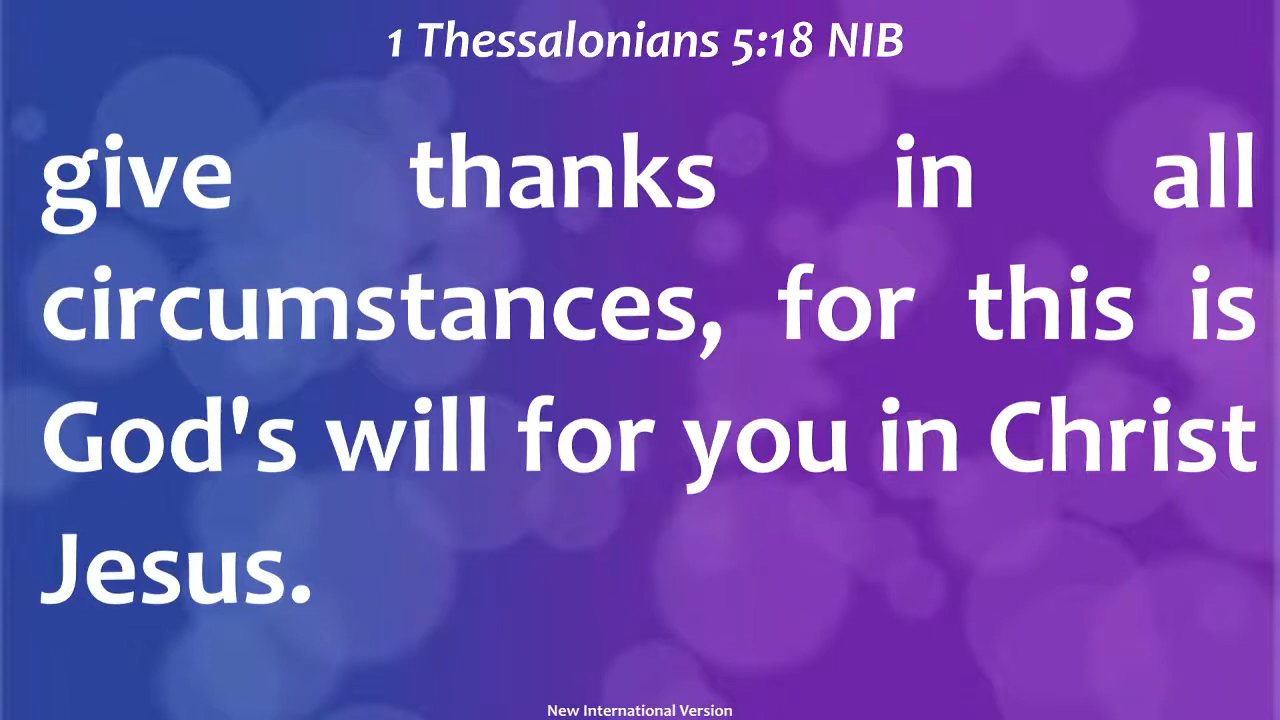 1 Thessalonians 5:18 NIB
give thanks in all
circumstances, for this is
God's will for you in Christ
Jesus.
New International Version